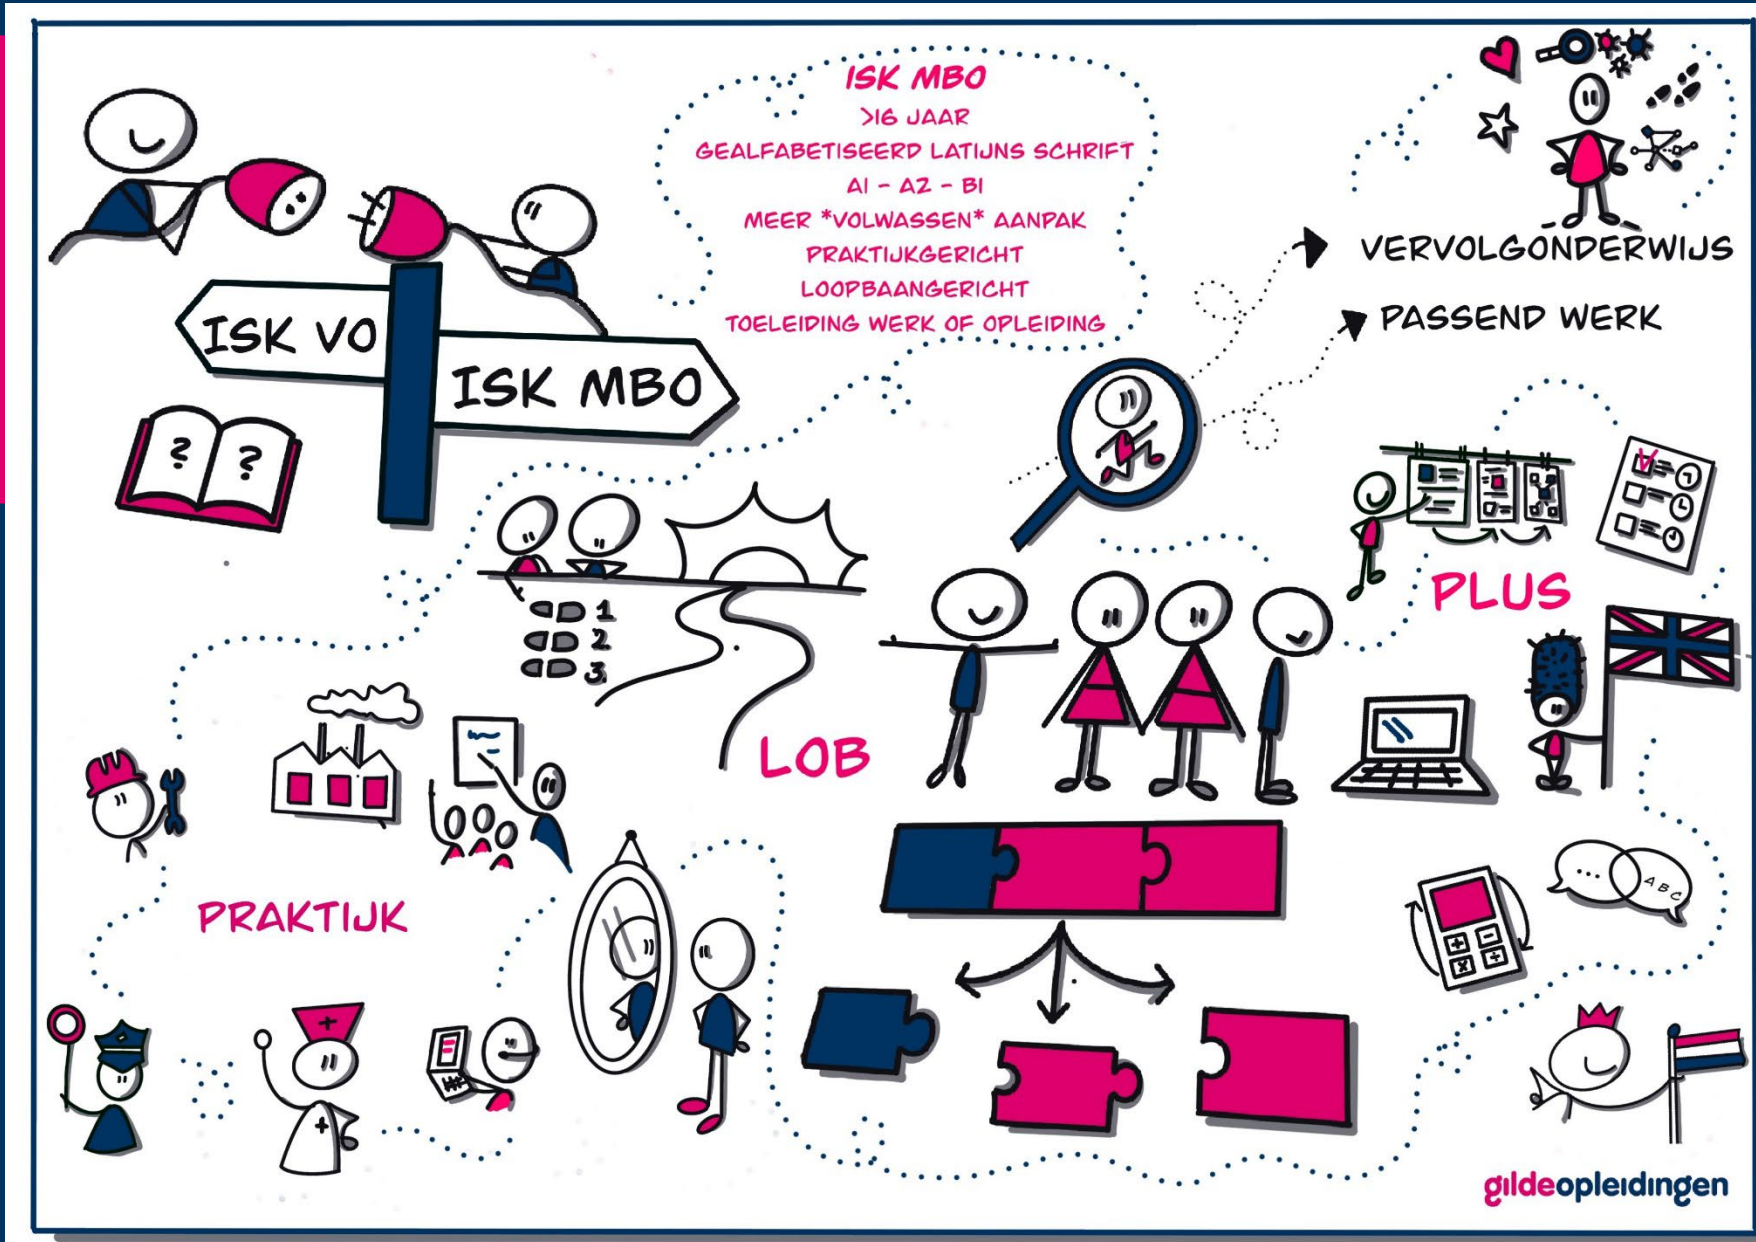 ISK MBO
>16 JAAR
GEALFABETISEERD LATIJNS SCHRIFT
A1 - A2 - B1
MEER *VOLWASSEN* AANPAK
PRAKTIJKGERICHT
LOOPBAANGERICHT
TOELEIDING WERK OF OPLEIDING
VERVOLGONDERWIJS
PASSEND WERK
ISK VO
ISK MBO
? ?
1
2
3
PLUS
LOB
PRAKTIJK
+ -
x ÷
...
ABC
gildeopleidingen